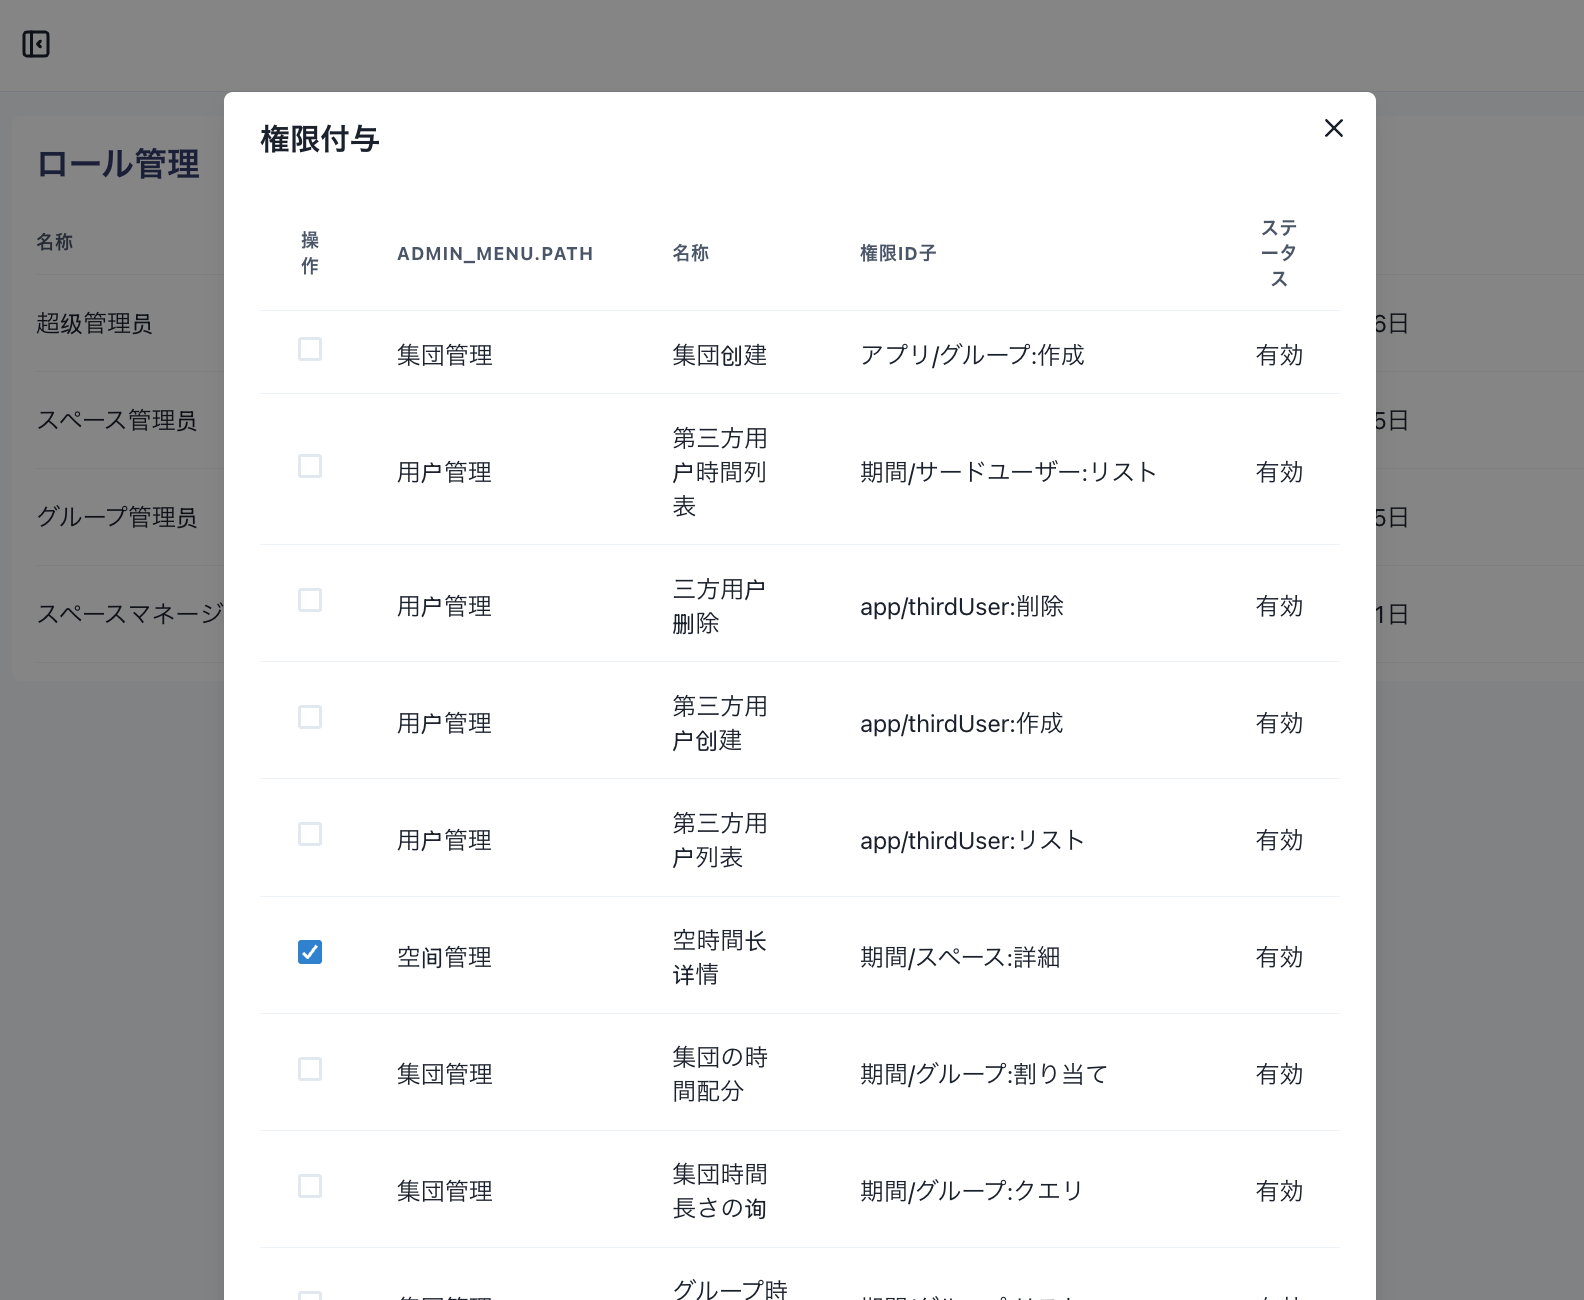 権限付与
ロール管理
名称
超级管理员
スペース管理员
グループ管理员
スペースマネージ
操
作
ADMIN_MENU.PATH
名称
権限ID子
ステ
ータ
ス
集団管理
集団创建
アプリ/グループ:作成
有効
6日
用户管理
第三方用
户時間列
表
期間/サードユーザー:リスト
有効
5日
用户管理
三方用户
删除
app/thirdUser:削除
有効
5日
用户管理
第三方用
户创建
app/thirdUser:作成
有効
1日
用户管理
第三方用
户列表
app/thirdUser:リスト
有効
空间管理
空時間长
详情
期間/スペース:詳細
有効
集団管理
集団の時
間配分
期間/グループ:割り当て
有効
集団管理
集団時間
長さの询
期間/グループ:クエリ
有効
グループ時